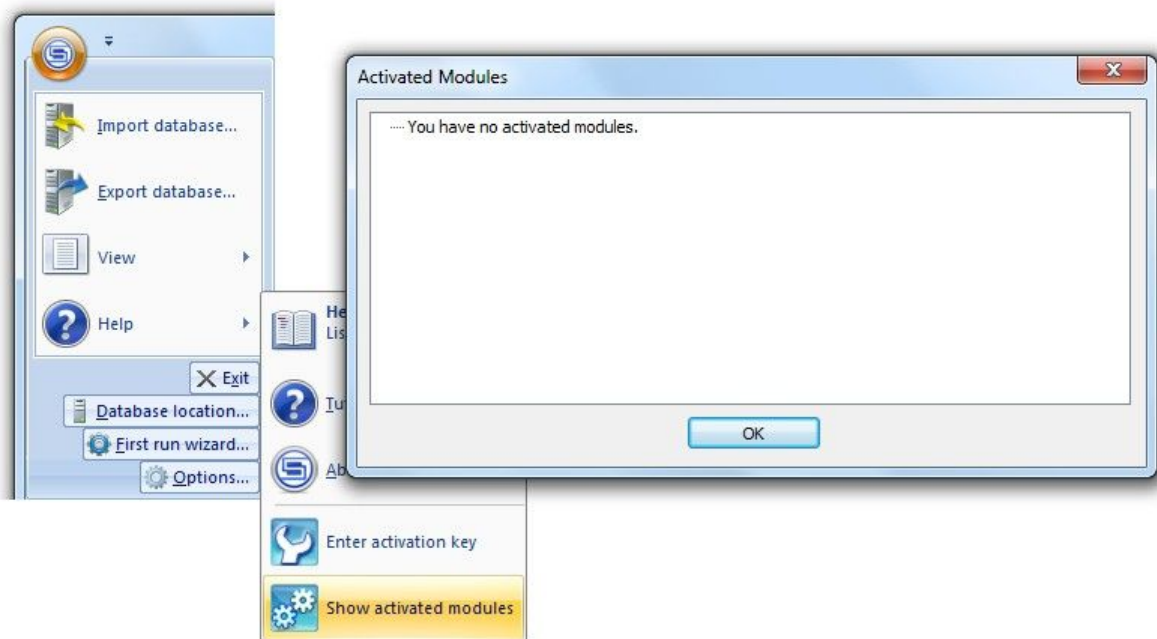 Import database...
Export database...
View
Help
Exit
Database location...
First run wizard...
Options...
Enter activation key
Show activated modules
Activated Modules
You have no activated modules.
OK